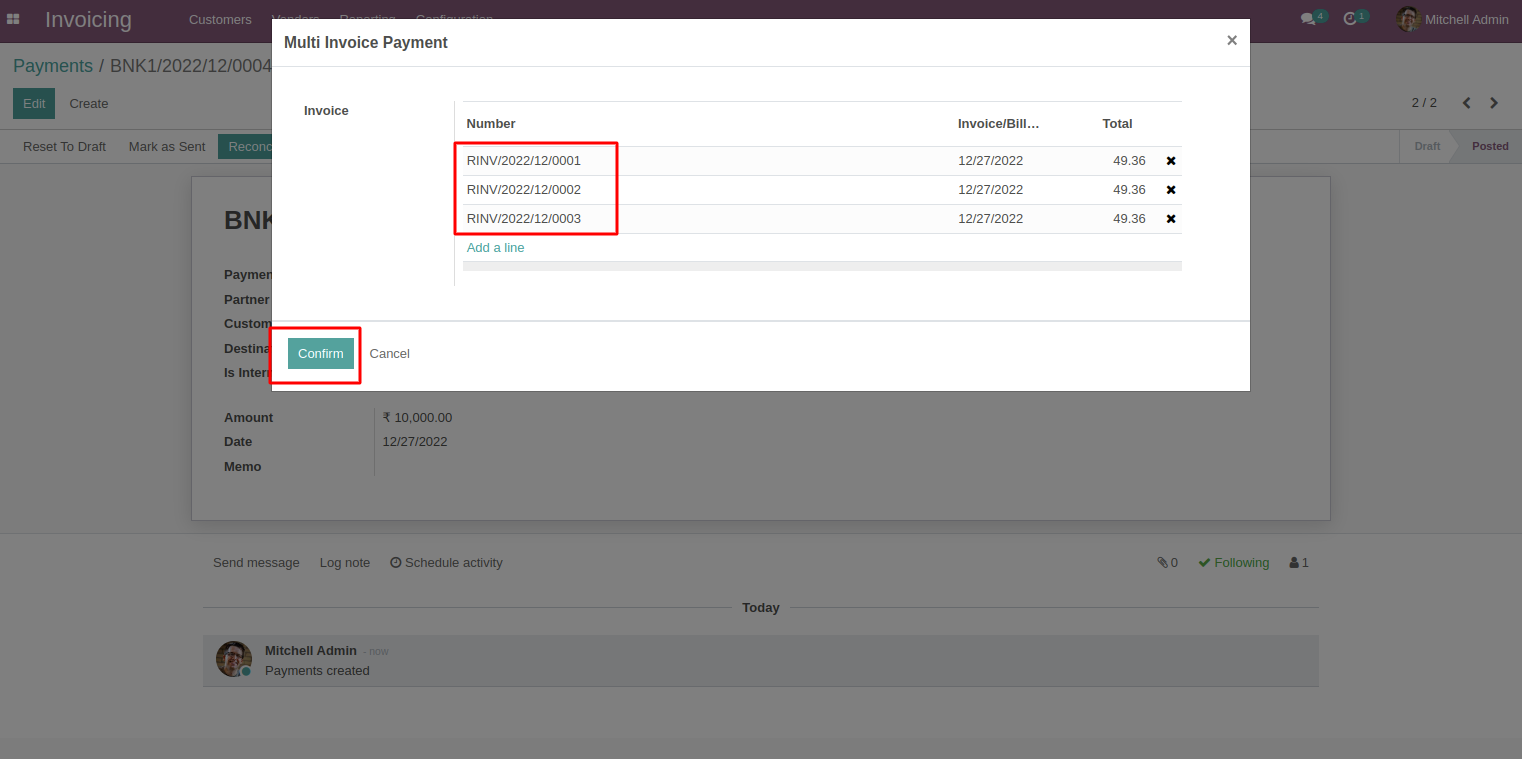 Invoicing Customers Vendors Reporting Configuration 4 1 Mitchell Admin
Multi Invoice Payment ×
Payments / BNK1/2022/12/0004
Edit Create 2 / 2
Invoice
Number Invoice/Bill... Total
Reset To Draft Mark as Sent Reconc Draft Posted
RINV/2022/12/0001 12/27/2022 49.36
RINV/2022/12/0002 12/27/2022 49.36
RINV/2022/12/0003 12/27/2022 49.36
Add a line
BNK
Paymen
Partner
Custom
Destina
Is Intern
Confirm Cancel
Amount ₹ 10,000.00
Date 12/27/2022
Memo
Send message Log note Schedule activity 0 Following 1
Today
Mitchell Admin - now
Payments created